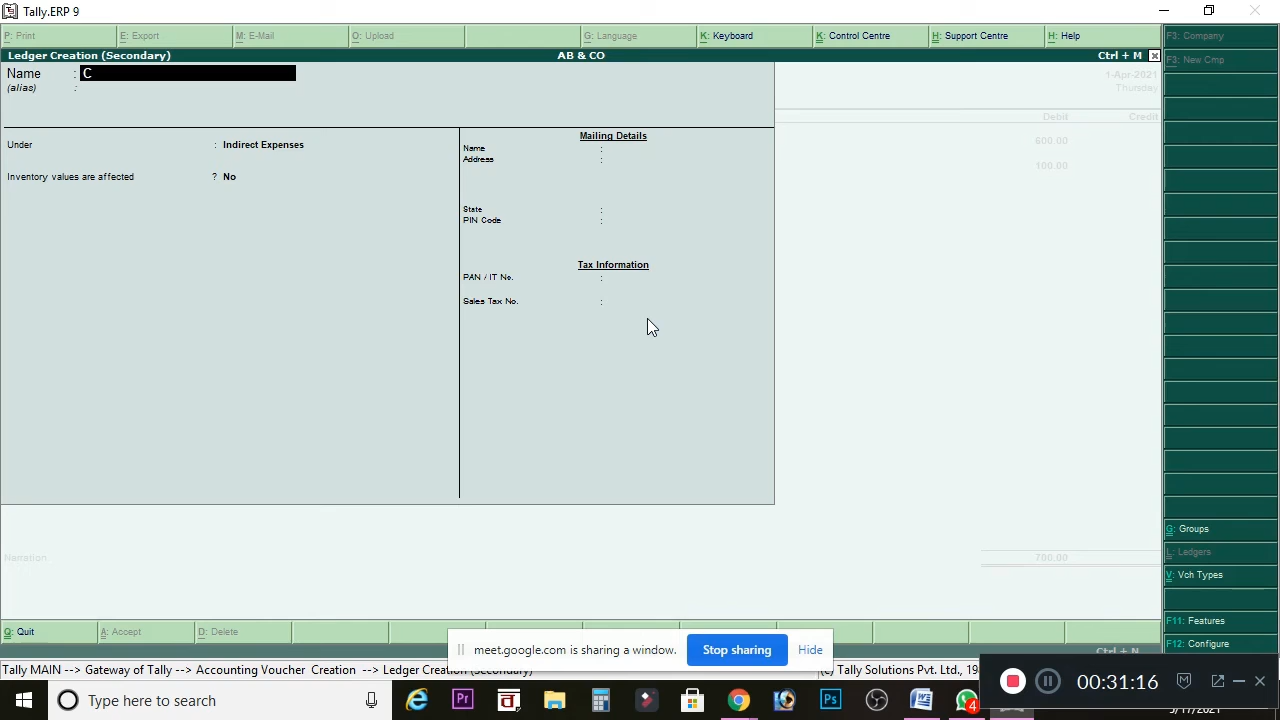 Tally.ERP 9
P: Print
E: Export
M: E-Mail
O: Upload
G: Language
K: Keyboard
K: Control Centre
H: Support Centre
H: Help
F3: Company
F3: New Cmp
Ledger Creation (Secondary)
AB & CO
Ctrl + M
Name : C
(alias) :
1-Apr-2021
Thursday
Debit
Credit
600.00
100.00
Under : Indirect Expenses
Inventory values are affected ? No
Mailing Details
Name :
Address :
State :
PIN Code :
Tax Information
PAN / IT No. :
Sales Tax No. :
Narration
700.00
G: Groups
L: Ledgers
V: Vch Types
F11: Features
F12: Configure
Q: Quit
A: Accept
D: Delete
meet.google.com is sharing a window.
Stop sharing
Hide
Ctrl + N
Tally MAIN --> Gateway of Tally --> Accounting Voucher Creation --> Ledger Creation (Secondary)
(C) Tally Solutions Pvt. Ltd., 19
00:31:16
Type here to search
4